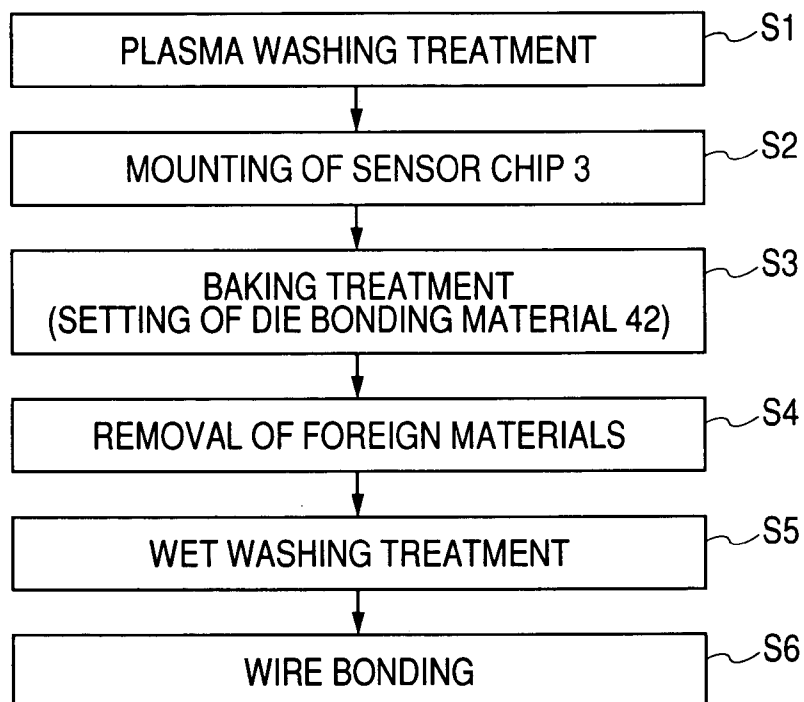 PLASMA WASHING TREATMENT
S1
MOUNTING OF SENSOR CHIP 3
S2
BAKING TREATMENT
(SETTING OF DIE BONDING MATERIAL 42)
S3
REMOVAL OF FOREIGN MATERIALS
S4
WET WASHING TREATMENT
S5
WIRE BONDING
S6